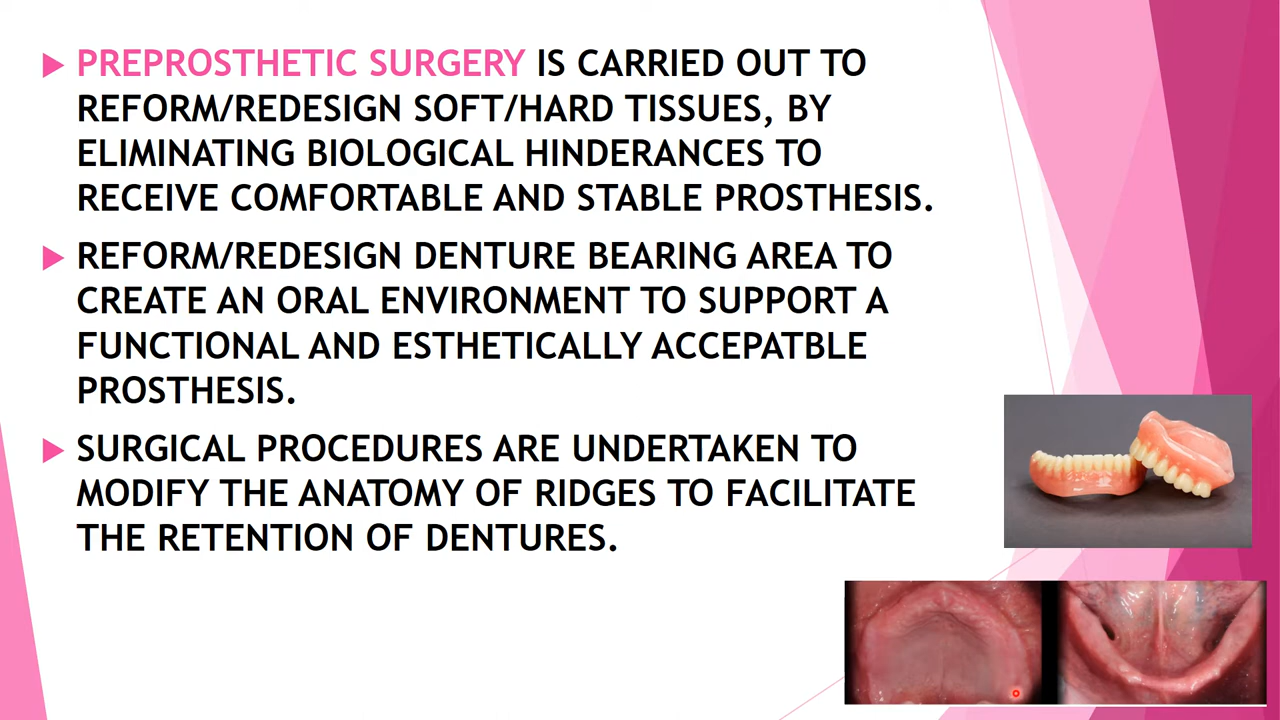 PREPROSTHETIC SURGERY IS CARRIED OUT TO
REFORM/REDESIGN SOFT/HARD TISSUES, BY
ELIMINATING BIOLOGICAL HINDERANCES TO
RECEIVE COMFORTABLE AND STABLE PROSTHESIS.
REFORM/REDESIGN DENTURE BEARING AREA TO
CREATE AN ORAL ENVIRONMENT TO SUPPORT A
FUNCTIONAL AND ESTHETICALLY ACCEPATBLE
PROSTHESIS.
SURGICAL PROCEDURES ARE UNDERTAKEN TO
MODIFY THE ANATOMY OF RIDGES TO FACILITATE
THE RETENTION OF DENTURES.